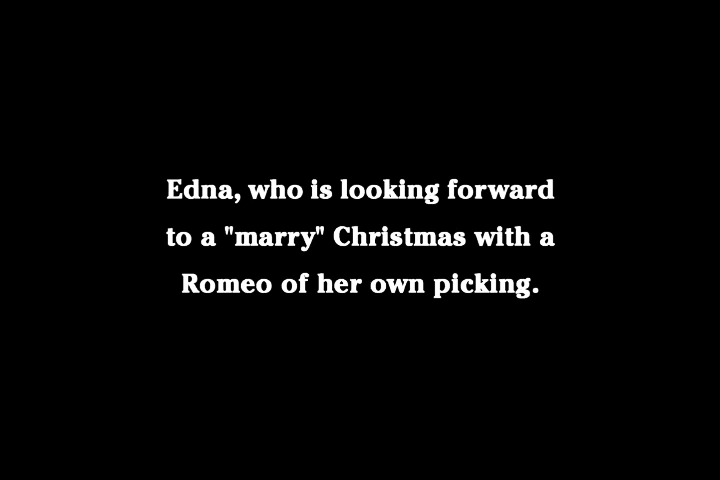 Edna, who is looking forward
to a "marry" Christmas with a
Romeo of her own picking.